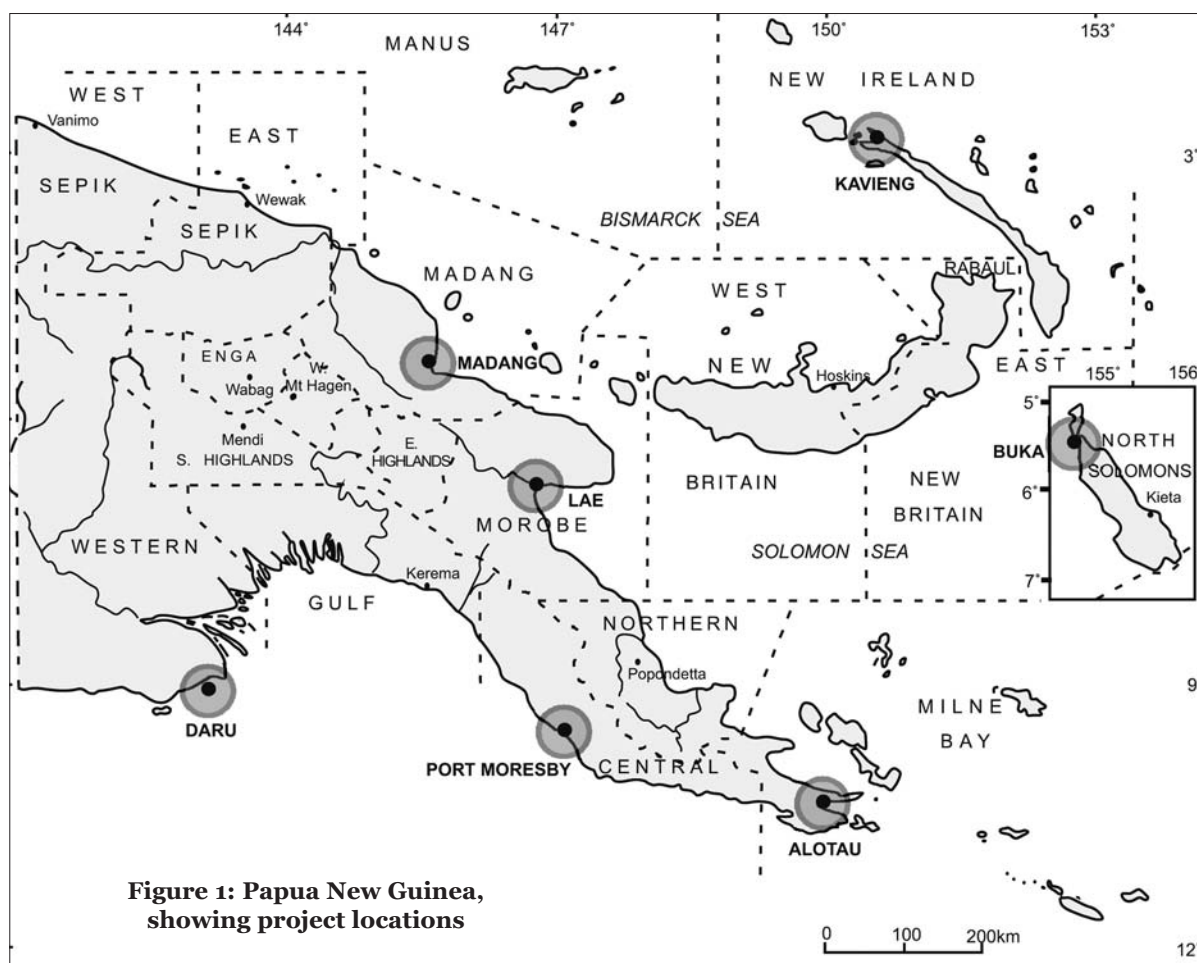 144° 147° 150° 153°
MANUS
NEW IRELAND
WEST
Vanimo
EAST
3°
KAVIENG
SEPIK
Wewak
SEPIK
BISMARCK SEA
MADANG
RABAUL
WEST
MADANG
ENGA
W.
Mt Hagen
Wabag
NEW
Hoskins
EAST
155° 156
5°
BUKA
NORTH
SOLOMONS
6°
Kieta
7°
Mendi
S. HIGHLANDS
E.
HIGHLANDS
LAE
BRITAIN
NEW
BRITAIN
MOROBE
WESTERN
SOLOMON SEA
Kerema
GULF
NORTHERN
Popondetta
9
DARU
MILNE
BAY
PORT MORESBY
CENTRAL
ALOTAU
Figure 1: Papua New Guinea,
showing project locations
0 100 200km
12